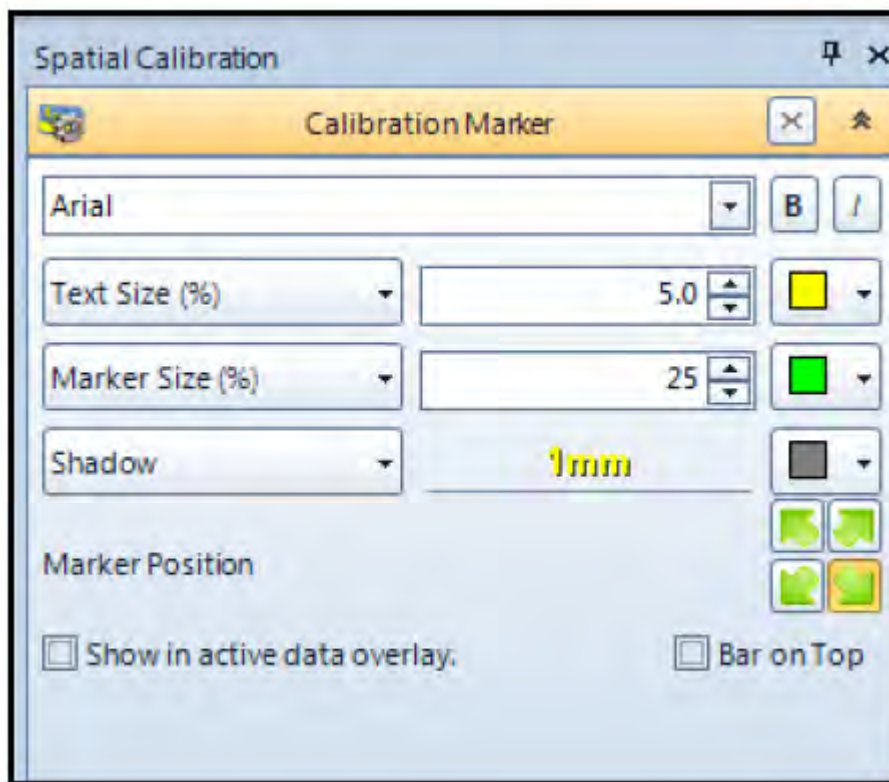 Spatial Calibration
Calibration Marker
Arial B I
Text Size (%) 5.0
Marker Size (%) 25
Shadow 1mm
Marker Position
Show in active data overlay. Bar on Top